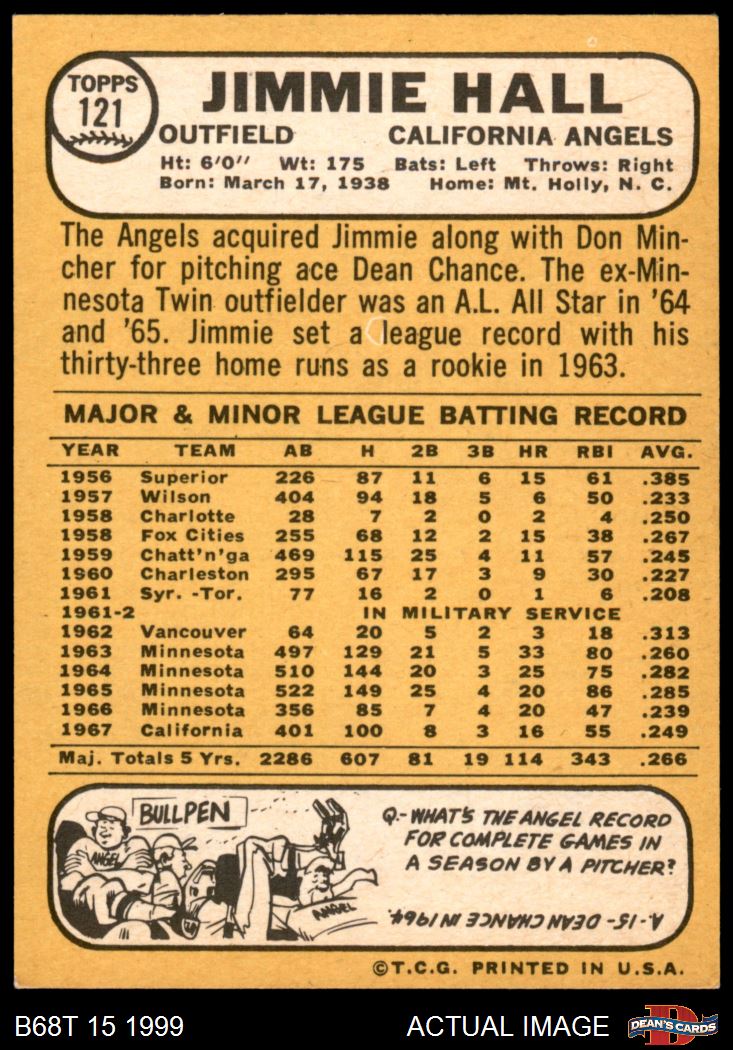 TOPPS
121
JIMMIE HALL
OUTFIELD CALIFORNIA ANGELS
Ht: 6'0'' Wt: 175 Bats: Left Throws: Right
Born: March 17, 1938 Home: Mt. Holly, N. C.
The Angels acquired Jimmie along with Don Min-
cher for pitching ace Dean Chance. The ex-Min-
nesota Twin outfielder was an A.L. All Star in '64
and '65. Jimmie set a league record with his
thirty-three home runs as a rookie in 1963.
MAJOR & MINOR LEAGUE BATTING RECORD
YEAR TEAM AB H 2B 3B HR RBI AVG.
1956 Superior 226 87 11 6 15 61 .385
1957 Wilson 404 94 18 5 6 50 .233
1958 Charlotte 28 7 2 0 2 4 .250
1958 Fox Cities 255 68 12 2 15 38 .267
1959 Chatt'n'ga 469 115 25 4 11 57 .245
1960 Charleston 295 67 17 3 9 30 .227
1961 Syr. -Tor. 77 16 2 0 1 6 .208
1961-2 IN MILITARY SERVICE
1962 Vancouver 64 20 5 2 3 18 .313
1963 Minnesota 497 129 21 5 33 80 .260
1964 Minnesota 510 144 20 3 25 75 .282
1965 Minnesota 522 149 25 4 20 86 .285
1966 Minnesota 356 85 7 4 20 47 .239
1967 California 401 100 8 3 16 55 .249
Maj. Totals 5 Yrs. 2286 607 81 19 114 343 .266
BULLPEN
ANGEL
ANGEL
Q.-WHAT'S THE ANGEL RECORD
FOR COMPLETE GAMES IN
A SEASON BY A PITCHER?
A.-15- DEAN CHANCE IN 1964.
©T.C.G. PRINTED IN U.S.A.
B68T 15 1999 ACTUAL IMAGE
D
DEAN'S CARDS